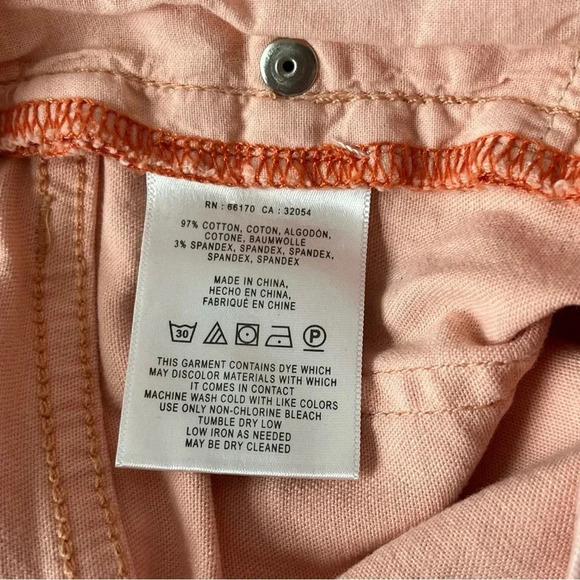 RN : 66170 CA : 32054
97% COTTON, COTON, ALGODÓN,
COTONE, BAUMWOLLE
3% SPANDEX, SPANDEX, SPANDEX,
SPANDEX, SPANDEX
MADE IN CHINA,
HECHO EN CHINA,
FABRIQUÉ EN CHINE
30 P
THIS GARMENT CONTAINS DYE WHICH
MAY DISCOLOR MATERIALS WITH WHICH
IT COMES IN CONTACT
MACHINE WASH COLD WITH LIKE COLORS
USE ONLY NON-CHLORINE BLEACH
TUMBLE DRY LOW
LOW IRON AS NEEDED
MAY BE DRY CLEANED